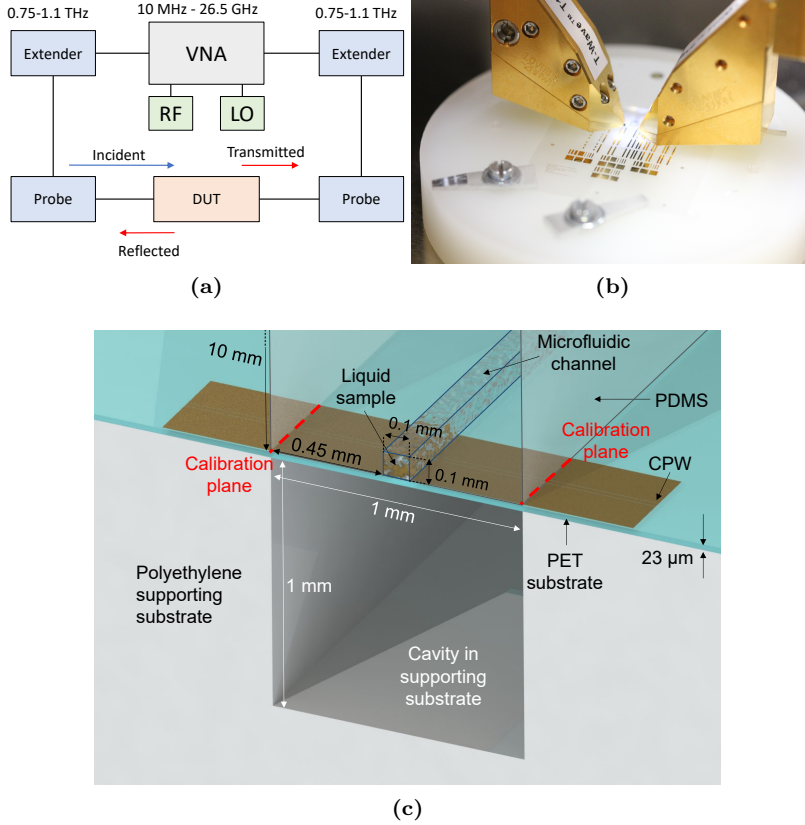 0.75-1.1 THz
10 MHz - 26.5 GHz
0.75-1.1 THz
Extender
VNA
Extender
RF
LO
Incident
Transmitted
Probe
DUT
Probe
Reflected
T-Wave™
(a)
(b)
10 mm
Microfluidic
channel
Liquid
sample
0.1 mm
PDMS
Calibration
plane
0.45 mm
Calibration
plane
0.1 mm
CPW
1 mm
PET
substrate
23 µm
Polyethylene
supporting
substrate
1 mm
Cavity in
supporting
substrate
(c)